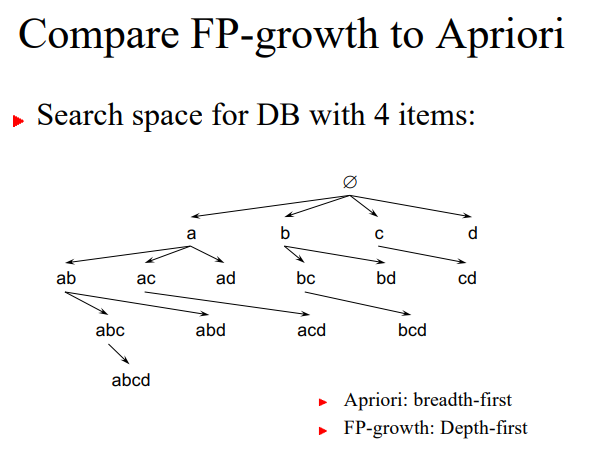 Compare FP-growth to Apriori
Search space for DB with 4 items:
∅
a b c d
ab ac ad bc bd cd
abc abd acd bcd
abcd
Apriori: breadth-first
FP-growth: Depth-first